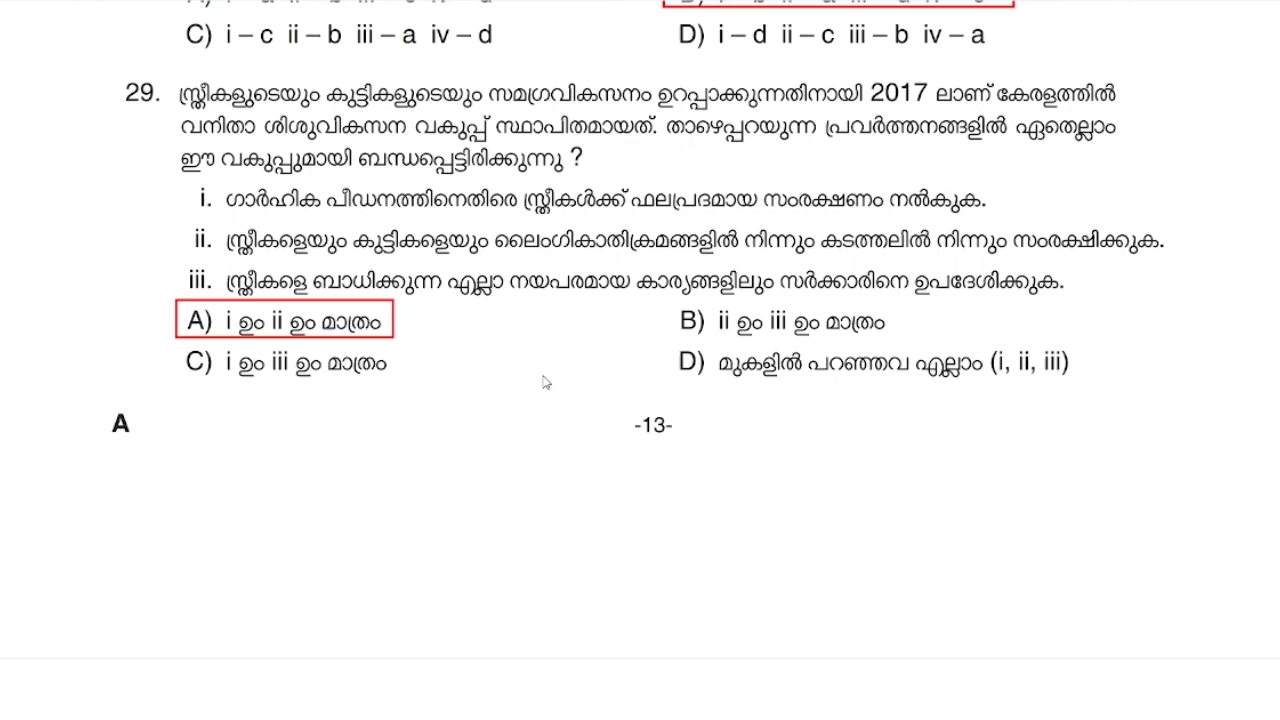 C) i – c ii – b iii – a iv – d
D) i – d ii – c iii – b iv – a
29. സ്ത്രീകളുടെയും കുട്ടികളുടെയും സമഗ്രവികസനം ഉറപ്പാക്കുന്നതിനായി 2017 ലാണ് കേരളത്തിൽ
വനിതാ ശിശുവികസന വകുപ്പ് സ്ഥാപിതമായത്. താഴെപ്പറയുന്ന പ്രവർത്തനങ്ങളിൽ ഏതെല്ലാം
ഈ വകുപ്പുമായി ബന്ധപ്പെട്ടിരിക്കുന്നു ?
i. ഗാർഹിക പീഡനത്തിനെതിരെ സ്ത്രീകൾക്ക് ഫലപ്രദമായ സംരക്ഷണം നൽകുക.
ii. സ്ത്രീകളെയും കുട്ടികളെയും ലൈംഗികാതിക്രമങ്ങളിൽ നിന്നും കടത്തലിൽ നിന്നും സംരക്ഷിക്കുക.
iii. സ്ത്രീകളെ ബാധിക്കുന്ന എല്ലാ നയപരമായ കാര്യങ്ങളിലും സർക്കാരിനെ ഉപദേശിക്കുക.
A) i ഉം ii ഉം മാത്രം
B) ii ഉം iii ഉം മാത്രം
C) i ഉം iii ഉം മാത്രം
D) മുകളിൽ പറഞ്ഞവ എല്ലാം (i, ii, iii)
A
-13-